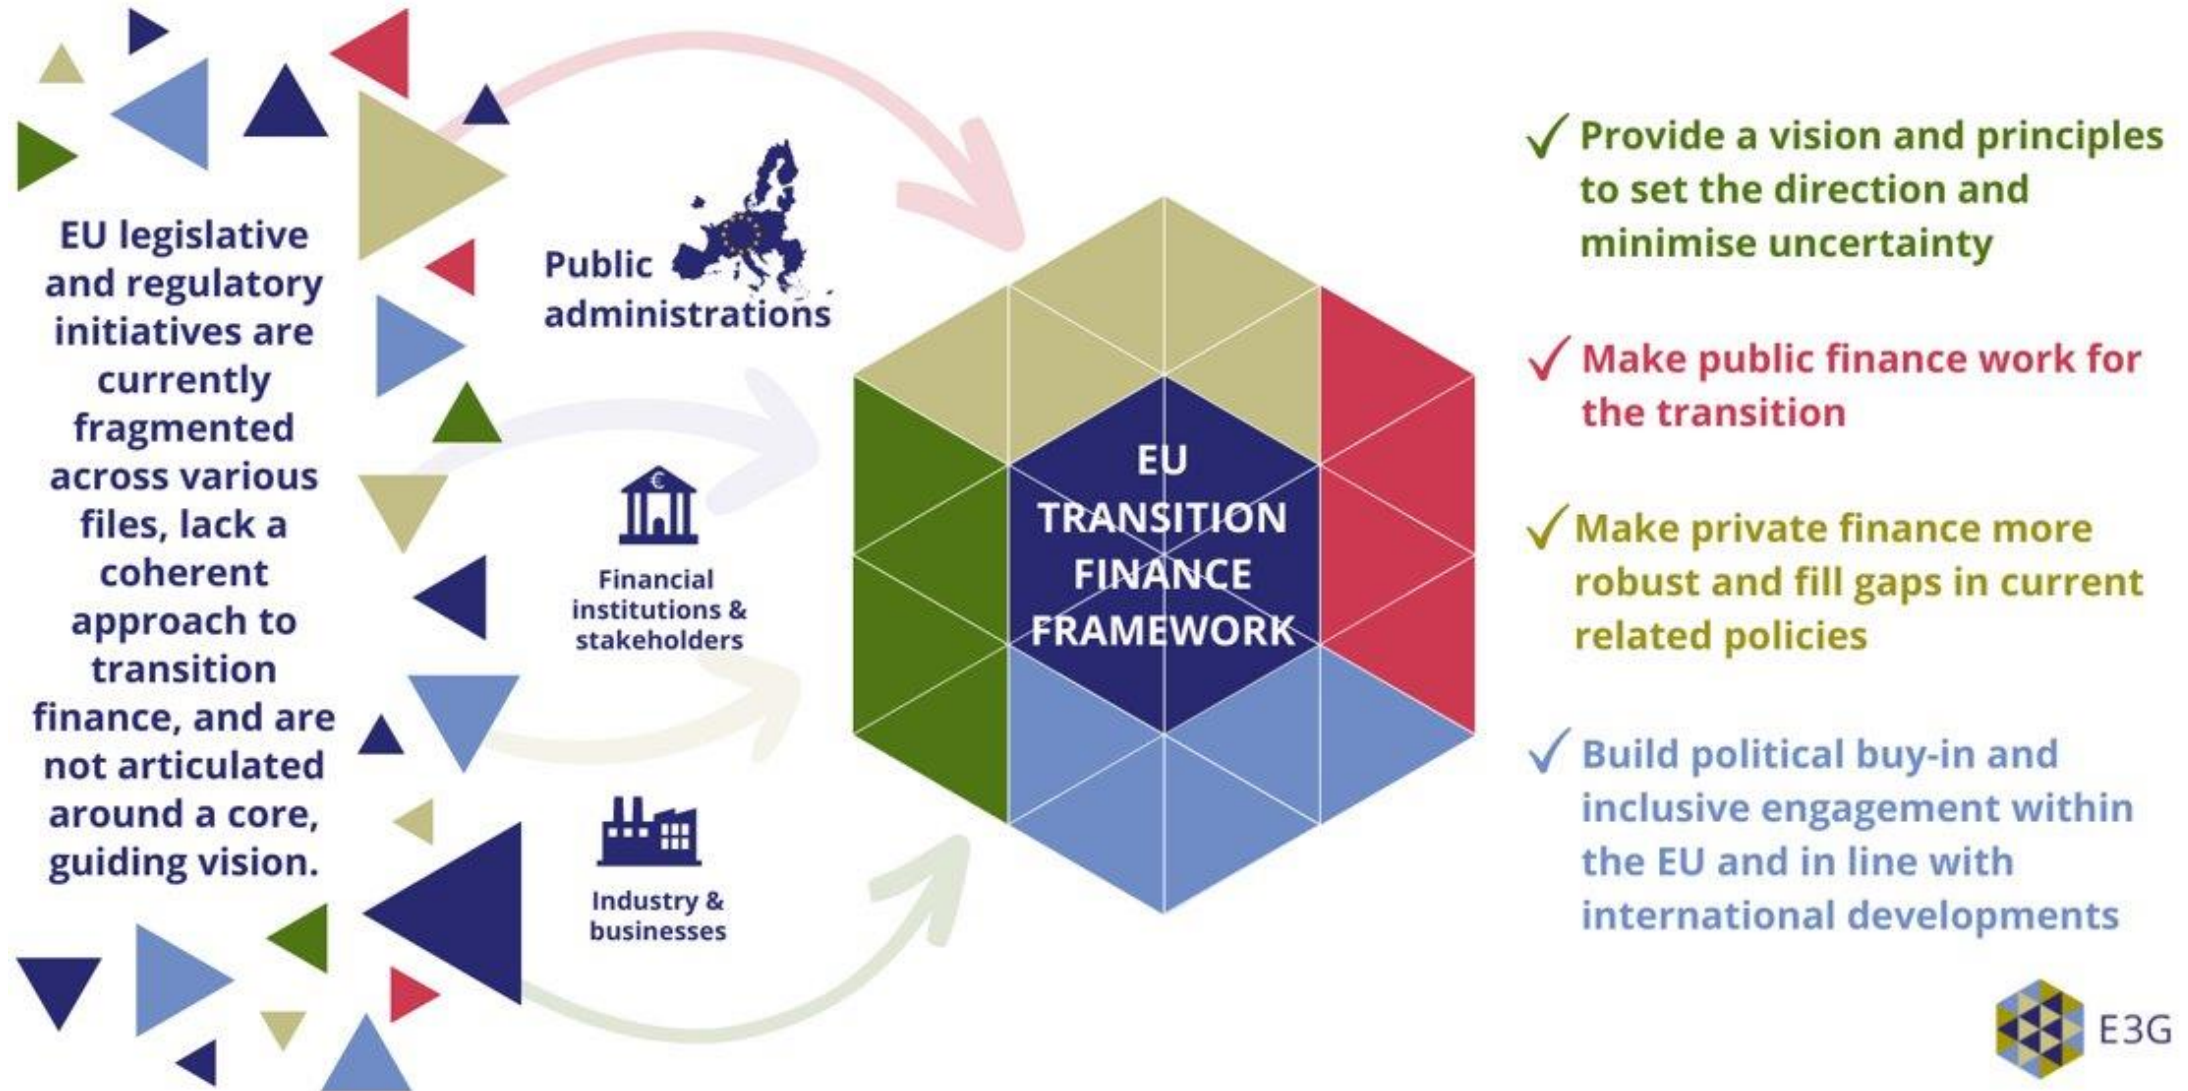 EU legislative
and regulatory
initiatives are
currently
fragmented
across various
files, lack a
coherent
approach to
transition
finance, and are
not articulated
around a core,
guiding vision.
Public
administrations
€
Financial
institutions &
stakeholders
Industry &
businesses
EU
TRANSITION
FINANCE
FRAMEWORK
Provide a vision and principles
to set the direction and
minimise uncertainty
Make public finance work for
the transition
Make private finance more
robust and fill gaps in current
related policies
Build political buy-in and
inclusive engagement within
the EU and in line with
international developments
E3G